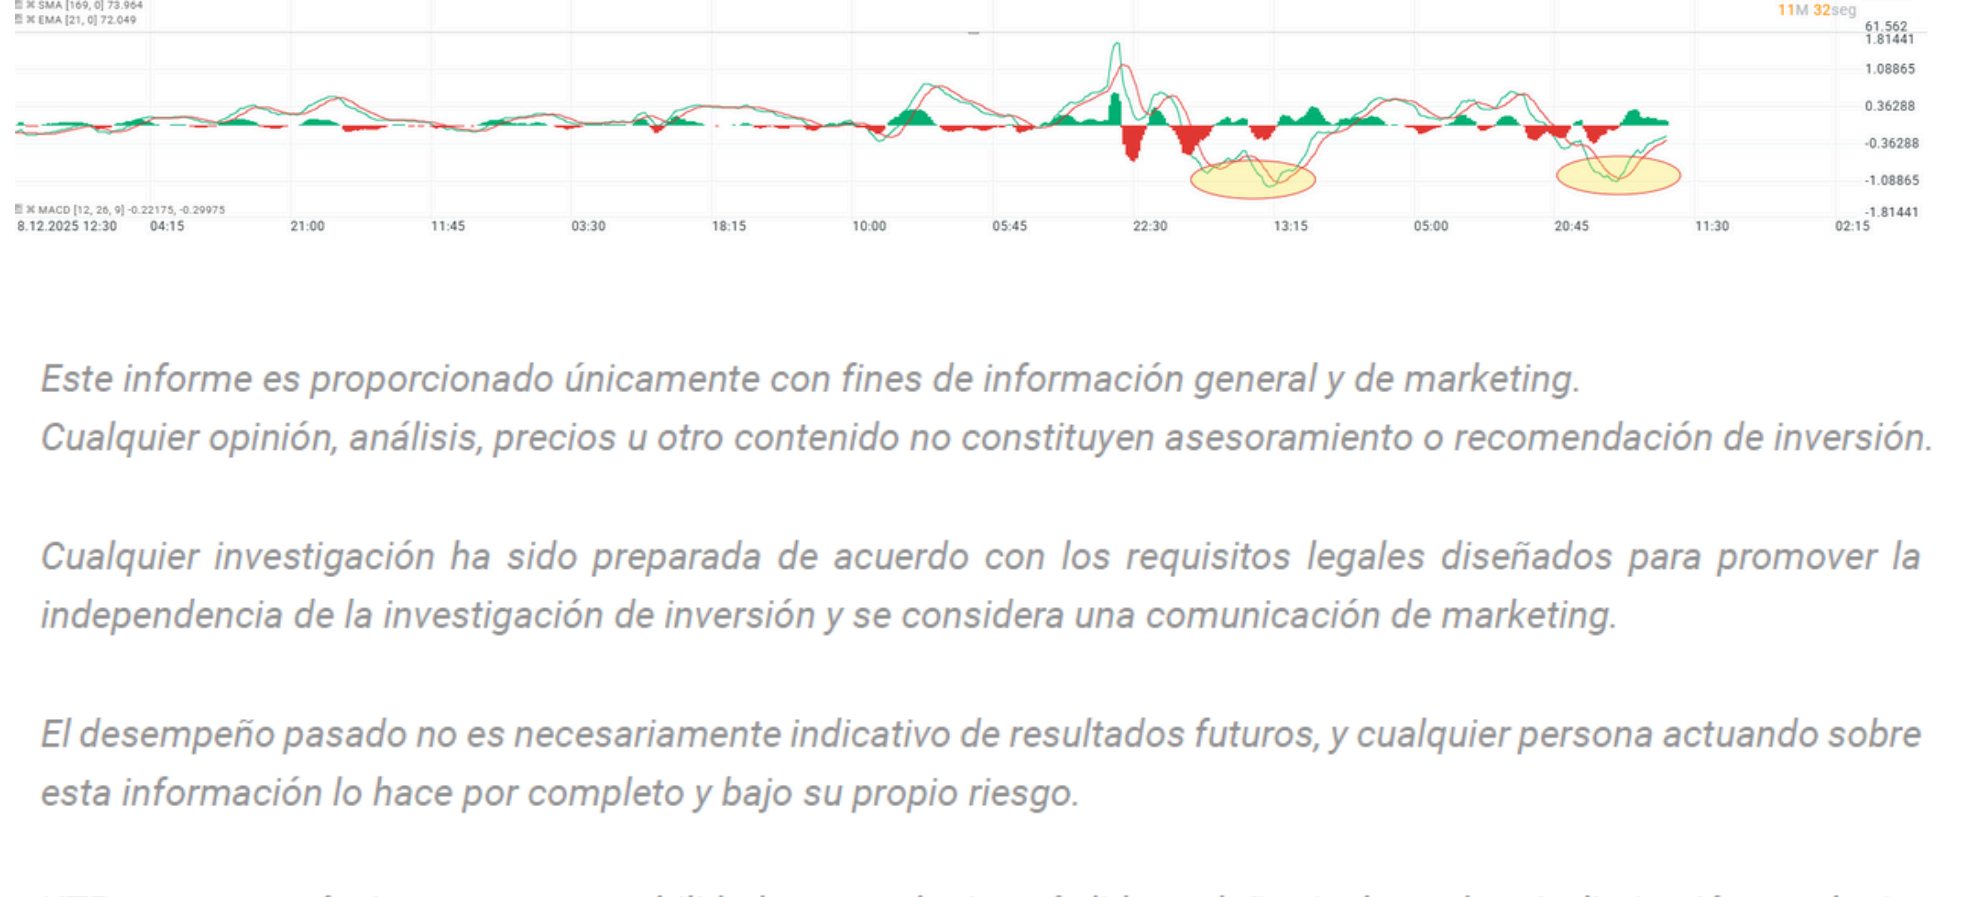 SMA [169, 0] 73.964
EMA [21, 0] 72.049
11M 32seg
61.562
1.81441
1.08865
0.36288
-0.36288
-1.08865
-1.81441
MACD [12, 26, 9] -0.22175, -0.29975
8.12.2025 12:30 04:15 21:00 11:45 03:30 18:15 10:00 05:45 22:30 13:15 05:00 20:45 11:30 02:15
Este informe es proporcionado únicamente con fines de información general y de marketing.
Cualquier opinión, análisis, precios u otro contenido no constituyen asesoramiento o recomendación de inversión.
Cualquier investigación ha sido preparada de acuerdo con los requisitos legales diseñados para promover la
independencia de la investigación de inversión y se considera una comunicación de marketing.
El desempeño pasado no es necesariamente indicativo de resultados futuros, y cualquier persona actuando sobre
esta información lo hace por completo y bajo su propio riesgo.